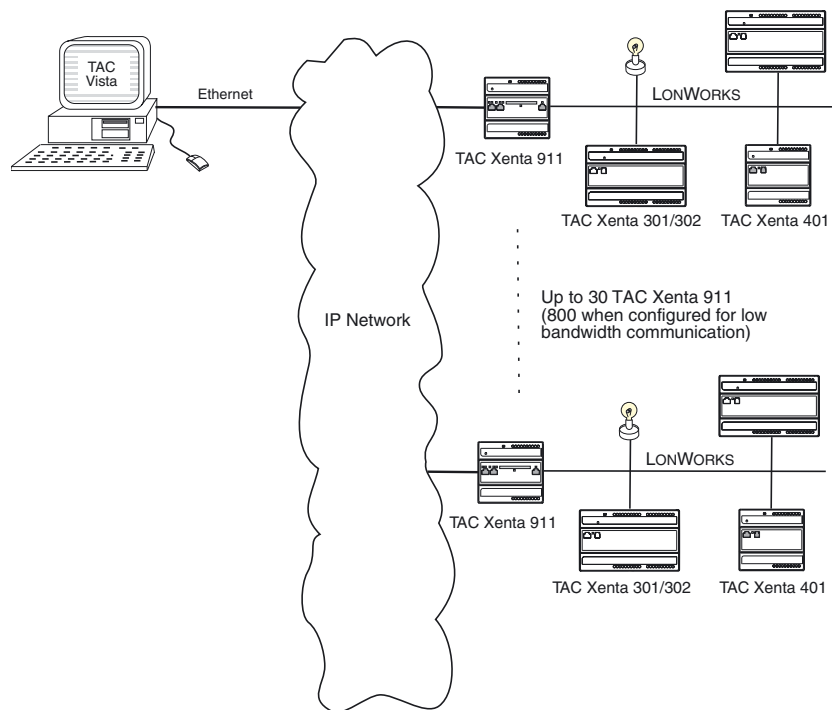 TAC
Vista
Ethernet
TAC Xenta 911
LONWORKS
TAC Xenta 301/302
TAC Xenta 401
IP Network
Up to 30 TAC Xenta 911
(800 when configured for low
bandwidth communication)
LONWORKS
TAC Xenta 911
TAC Xenta 301/302
TAC Xenta 401